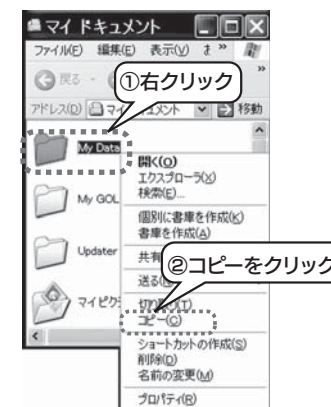 マイ ドキュメント
ファイル(F) 編集(E) 表示(V) »
戻る
①右クリック
アドレス(D) 移動
My Data
開く(O)
エクスプローラ(X)
検索(E)...
My GOL
個別に書庫を作成(K)
書庫を作成(A)
Updater
共有
②コピーをクリック
送る
マイピク
切り取り(T)
コピー(C)
ショートカットの作成(S)
削除(D)
名前の変更(M)
プロパティ(R)